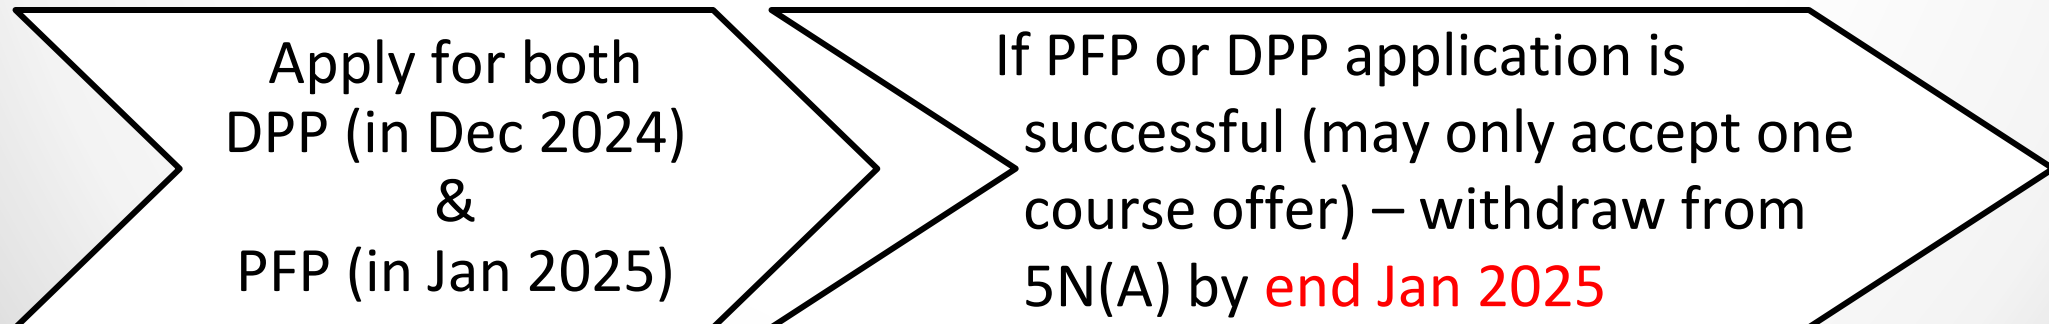 Apply for both
DPP (in Dec 2024)
&
PFP (in Jan 2025)
If PFP or DPP application is
successful (may only accept one
course offer) – withdraw from
5N(A) by end Jan 2025